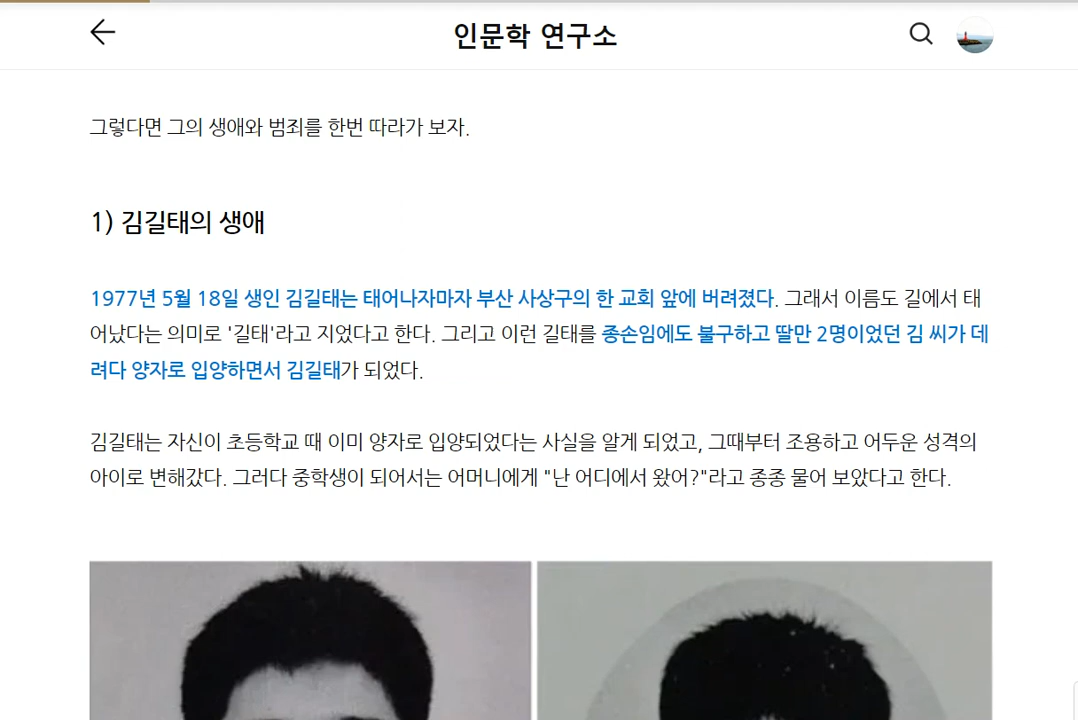 인문학 연구소
그렇다면 그의 생애와 범죄를 한번 따라가 보자.
1) 김길태의 생애
1977년 5월 18일 생인 김길태는 태어나자마자 부산 사상구의 한 교회 앞에 버려졌다. 그래서 이름도 길에서 태
어났다는 의미로 '길태'라고 지었다고 한다. 그리고 이런 길태를 종손임에도 불구하고 딸만 2명이었던 김 씨가 데
려다 양자로 입양하면서 김길태가 되었다.
김길태는 자신이 초등학교 때 이미 양자로 입양되었다는 사실을 알게 되었고, 그때부터 조용하고 어두운 성격의
아이로 변해갔다. 그러다 중학생이 되어서는 어머니에게 "난 어디에서 왔어?"라고 종종 물어 보았다고 한다.